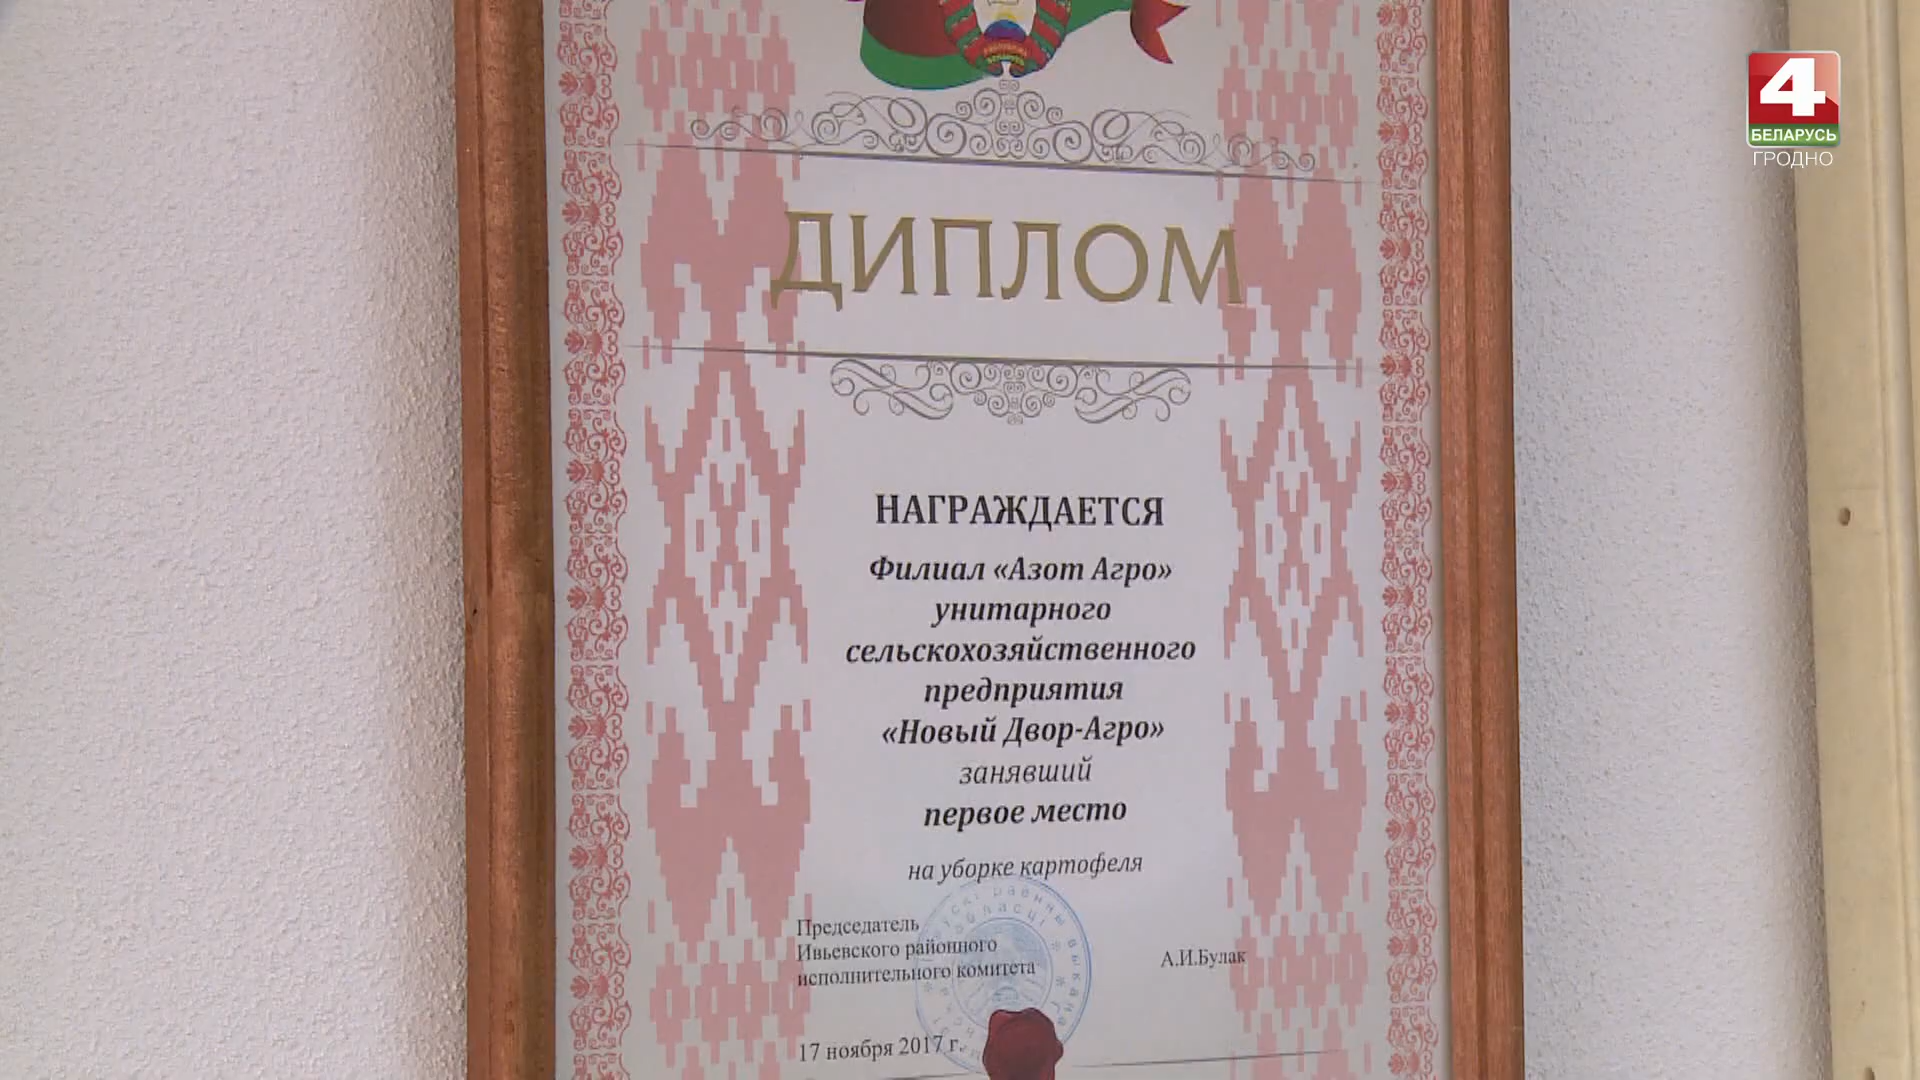 4
БЕЛАРУСЬ
ГРОДНО
ДИПЛОМ
НАГРАЖДАЕТСЯ
Филиал «Азот Агро»
унитарного
сельскохозяйственного
предприятия
«Новый Двор-Агро»
занявший
первое место
на уборке картофеля
Председатель
Ивьевского районного
исполнительного комитета
А.И.Булак
17 ноября 2017 г.